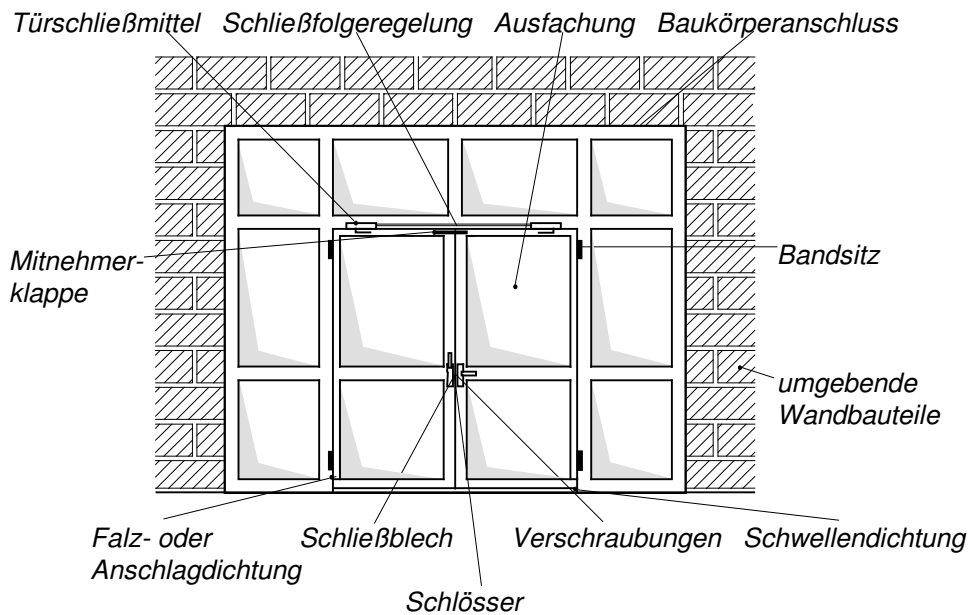 Türschließmittel Schließfolgeregelung Ausfachung Baukörperanschluss
Mitnehmer-
klappe
Bandsitz
umgebende
Wandbauteile
Falz- oder
Anschlagdichtung
Schließblech
Verschraubungen
Schwellendichtung
Schlösser